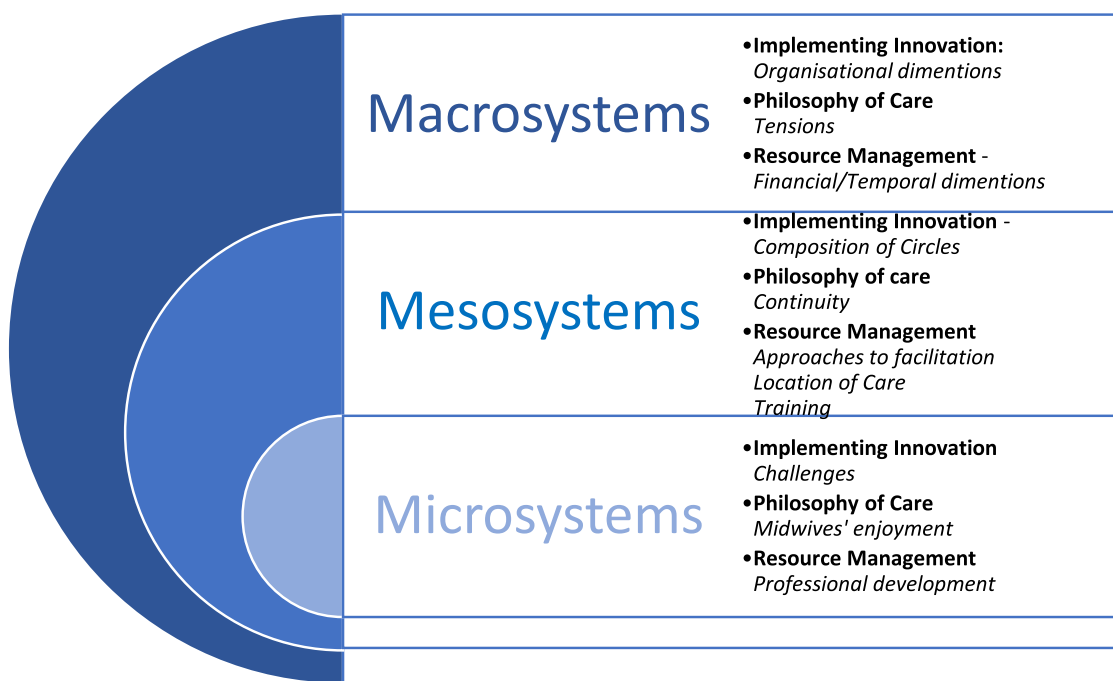 Macrosystems
•Implementing Innovation:
Organisational dimentions
•Philosophy of Care
Tensions
•Resource Management -
Financial/Temporal dimentions
Mesosystems
•Implementing Innovation -
Composition of Circles
•Philosophy of care
Continuity
•Resource Management
Approaches to facilitation
Location of Care
Training
Microsystems
•Implementing Innovation
Challenges
•Philosophy of Care
Midwives' enjoyment
•Resource Management
Professional development